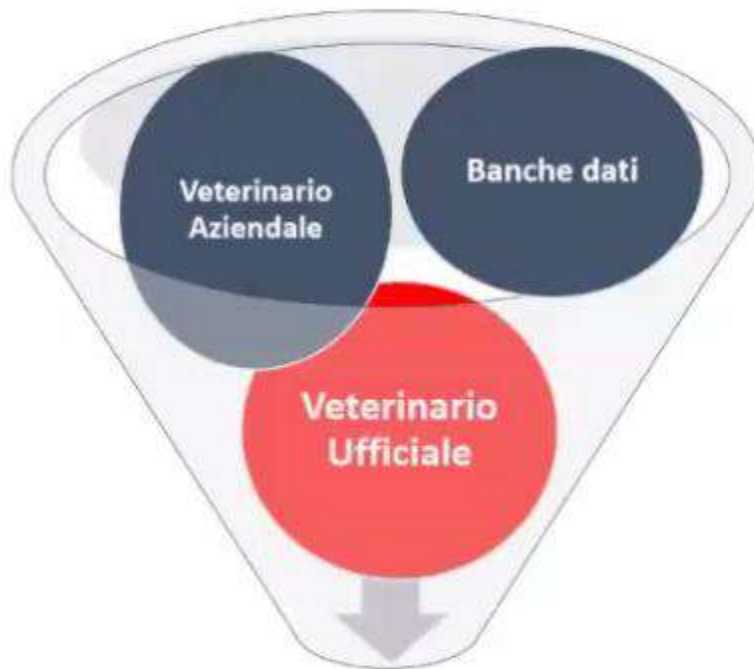 Veterinario
Aziendale
Banche dati
Veterinario
Ufficiale